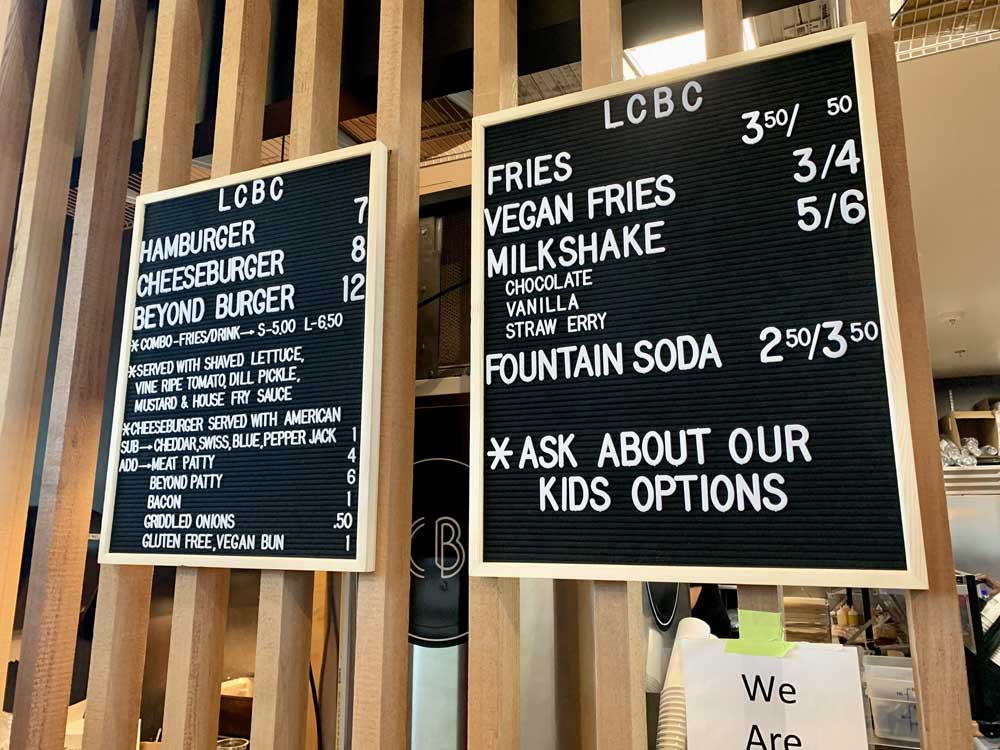 LCBC
HAMBURGER 7
CHEESEBURGER 8
BEYOND BURGER 12
*COMBO-FRIES/DRINK→ S-5.00 L-6.50
*SERVED WITH SHAVED LETTUCE,
VINE RIPE TOMATO, DILL PICKLE,
MUSTARD & HOUSE FRY SAUCE
*CHEESEBURGER SERVED WITH AMERICAN
SUB→CHEDDAR,SWISS,BLUE,PEPPER JACK 1
ADD→MEAT PATTY 4
BEYOND PATTY 6
BACON 1
GRIDDLED ONIONS .50
GLUTEN FREE,VEGAN BUN 1
LCBC
FRIES 3 50/ 50
VEGAN FRIES 3/4
MILKSHAKE 5/6
CHOCOLATE
VANILLA
STRAW ERRY
FOUNTAIN SODA 2 50/3 50
*ASK ABOUT OUR
KIDS OPTIONS
CB
We
Are